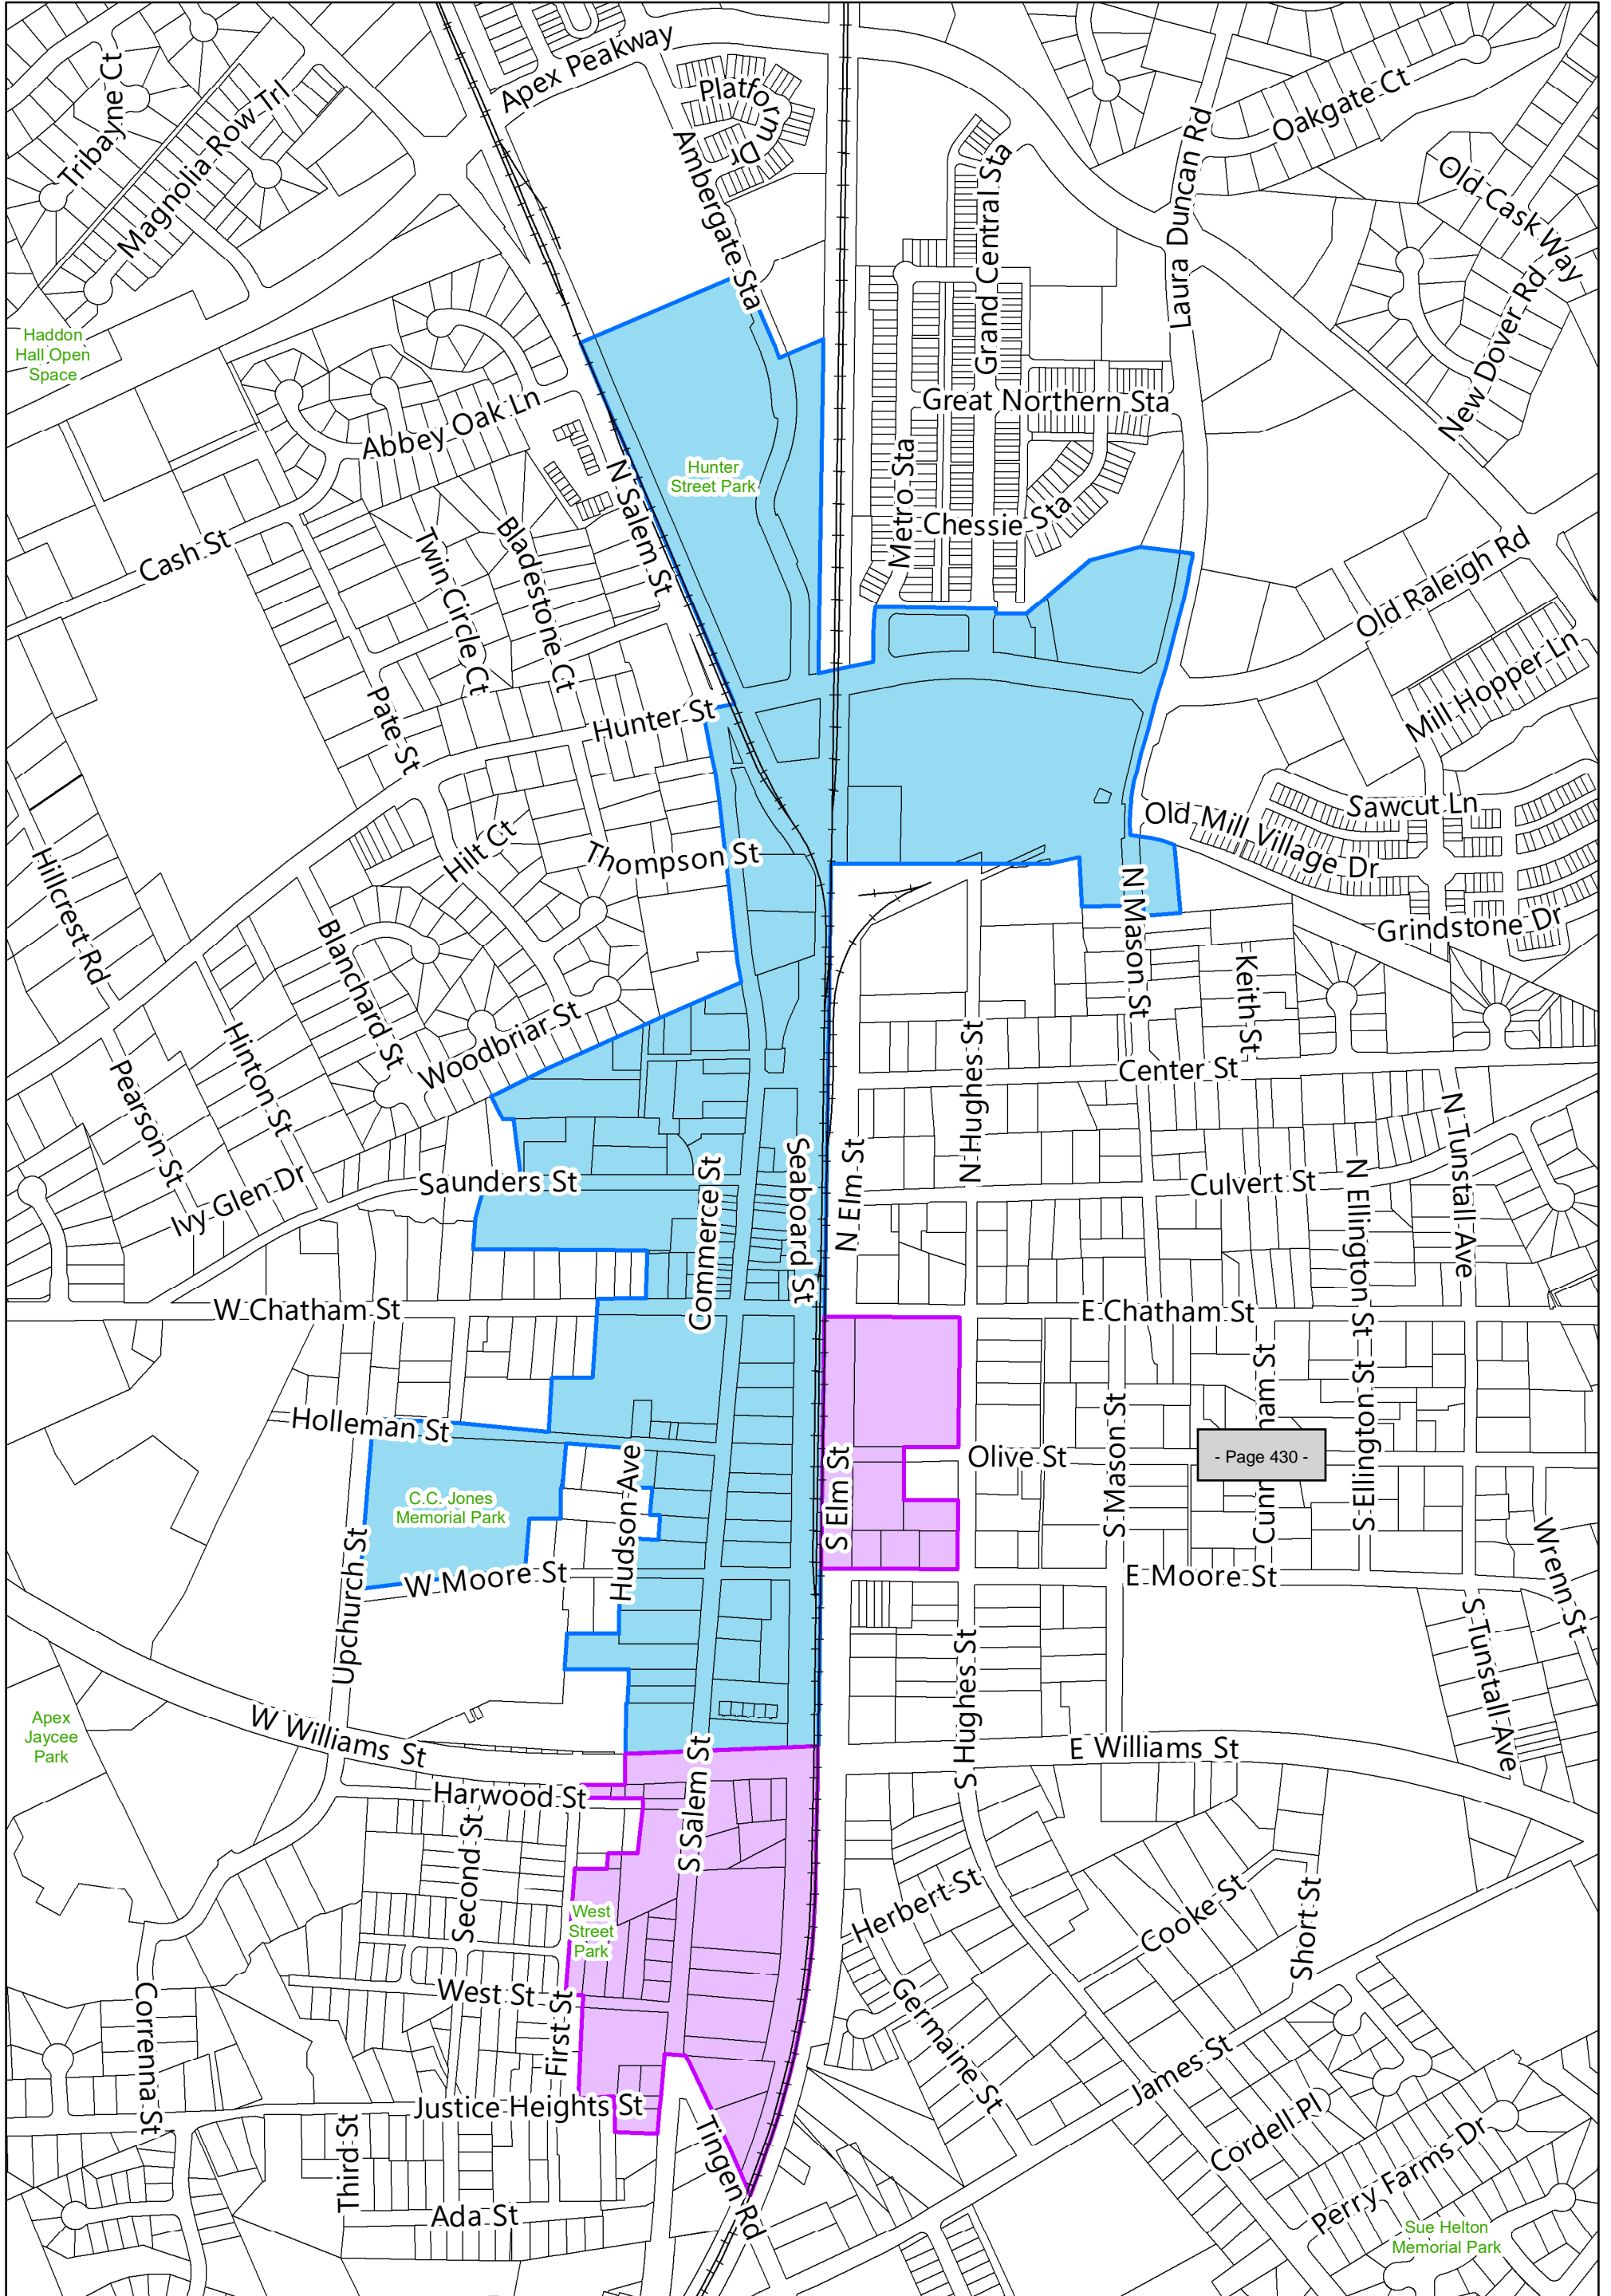 Apex Peakway
Platform Dr
Tribayne Ct
Magnolia Row Trl
Ambergate Sta
Grand Central Sta
Laura Duncan Rd
Oakgate Ct
Old Cask Way
New Dover Rd
Haddon
Hall Open
Space
Abbey Oak Ln
Great Northern Sta
Metro Sta
Chessie Sta
Hunter
Street Park
N Salem St
Cash St
Twin Circle Ct
Bladestone Ct
Old Raleigh Rd
Mill Hopper Ln
Pate St
Hunter St
Sawcut Ln
Old Mill Village Dr
Hilt Ct
Thompson St
Hillcrest Rd
N Mason St
Grindstone Dr
Blanchard St
Keith St
Woodbriar St
Hinton St
Pearson St
N Hughes St
Center St
N Tunstall Ave
Ivy Glen Dr
Saunders St
Commerce St
Seaboard St
N Elm St
Culvert St
N Ellington St
W Chatham St
E Chatham St
Holleman St
Hudson Ave
S Elm St
Olive St
S Mason St
- Page 430 -
S Ellington St
C.C. Jones
Memorial Park
Upchurch St
W Moore St
E Moore St
Wrenn St
S Tunstall Ave
S Hughes St
Apex
Jaycee
Park
W Williams St
E Williams St
Harwood St
S Salem St
Second St
West
Street
Park
Herbert St
Cooke St
Short St
West St
First St
Germaine St
Correnna St
James St
Justice Heights St
Third St
Tingen Rd
Cordell Pl
Perry Farms Dr
Ada St
Sue Helton
Memorial Park